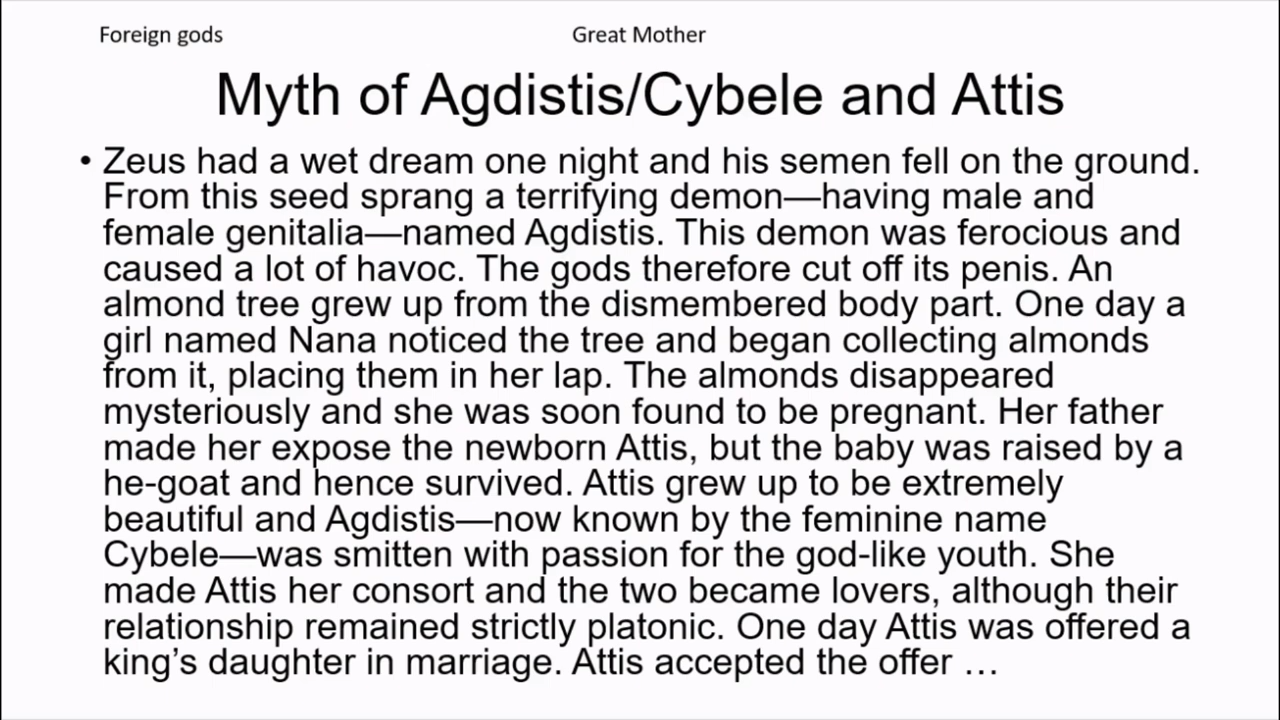 Foreign gods
Great Mother
Myth of Agdistis/Cybele and Attis
• Zeus had a wet dream one night and his semen fell on the ground.
From this seed sprang a terrifying demon—having male and
female genitalia—named Agdistis. This demon was ferocious and
caused a lot of havoc. The gods therefore cut off its penis. An
almond tree grew up from the dismembered body part. One day a
girl named Nana noticed the tree and began collecting almonds
from it, placing them in her lap. The almonds disappeared
mysteriously and she was soon found to be pregnant. Her father
made her expose the newborn Attis, but the baby was raised by a
he-goat and hence survived. Attis grew up to be extremely
beautiful and Agdistis—now known by the feminine name
Cybele—was smitten with passion for the god-like youth. She
made Attis her consort and the two became lovers, although their
relationship remained strictly platonic. One day Attis was offered a
king’s daughter in marriage. Attis accepted the offer …